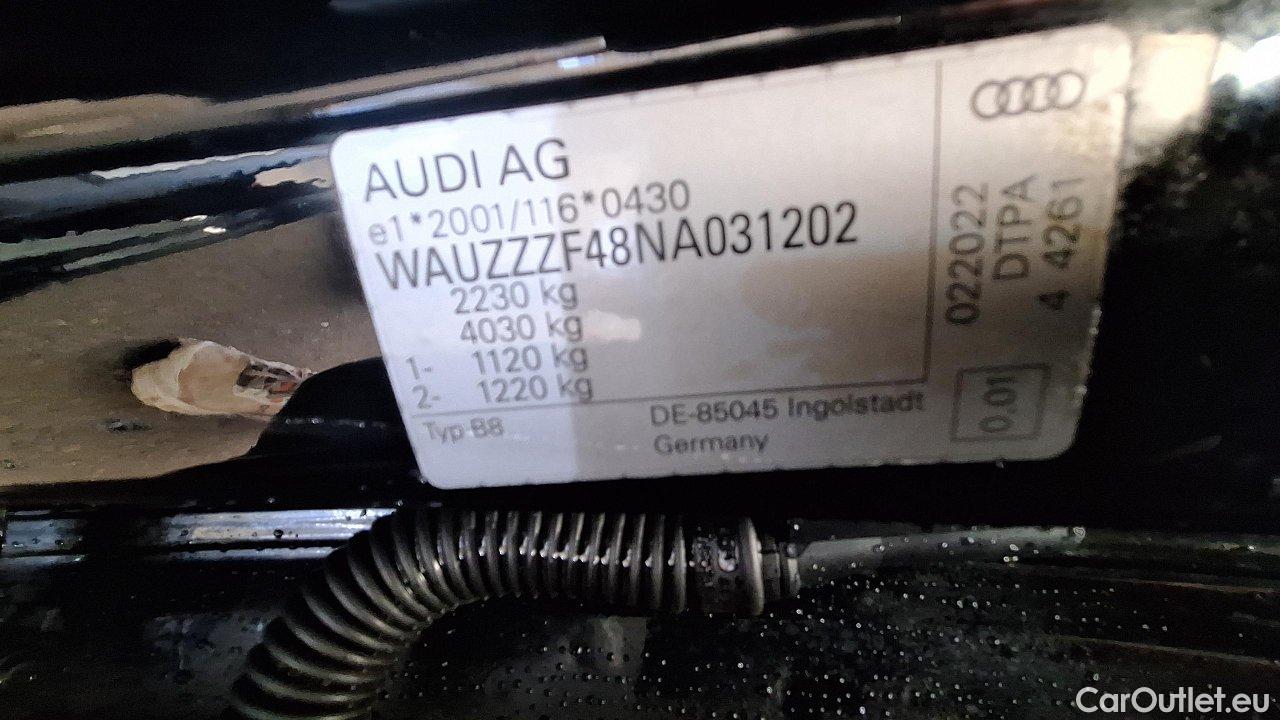 AUDI AG
e1*2001/116*0430
WAUZZZF48NA031202
2230 kg
4030 kg
1- 1120 kg
2- 1220 kg
Typ B8
DE-85045 Ingolstadt
Germany
022022
DTPA
4 4261
0.01
CarOutlet.eu